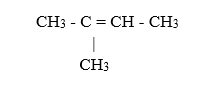 CH3 - C = CH - CH3
|
CH3